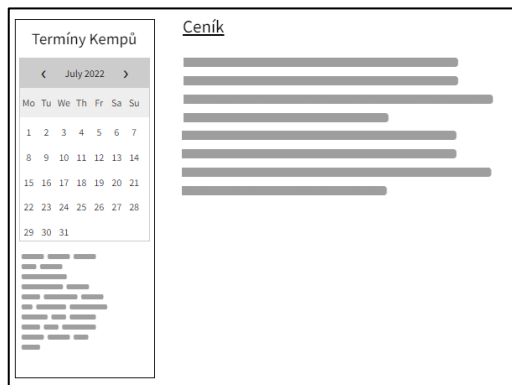 Termíny Kempů
‹ July 2022 ›
Mo Tu We Th Fr Sa Su
1 2 3 4 5 6 7
8 9 10 11 12 13 14
15 16 17 18 19 20 21
22 23 24 25 26 27 28
29 30 31
Ceník